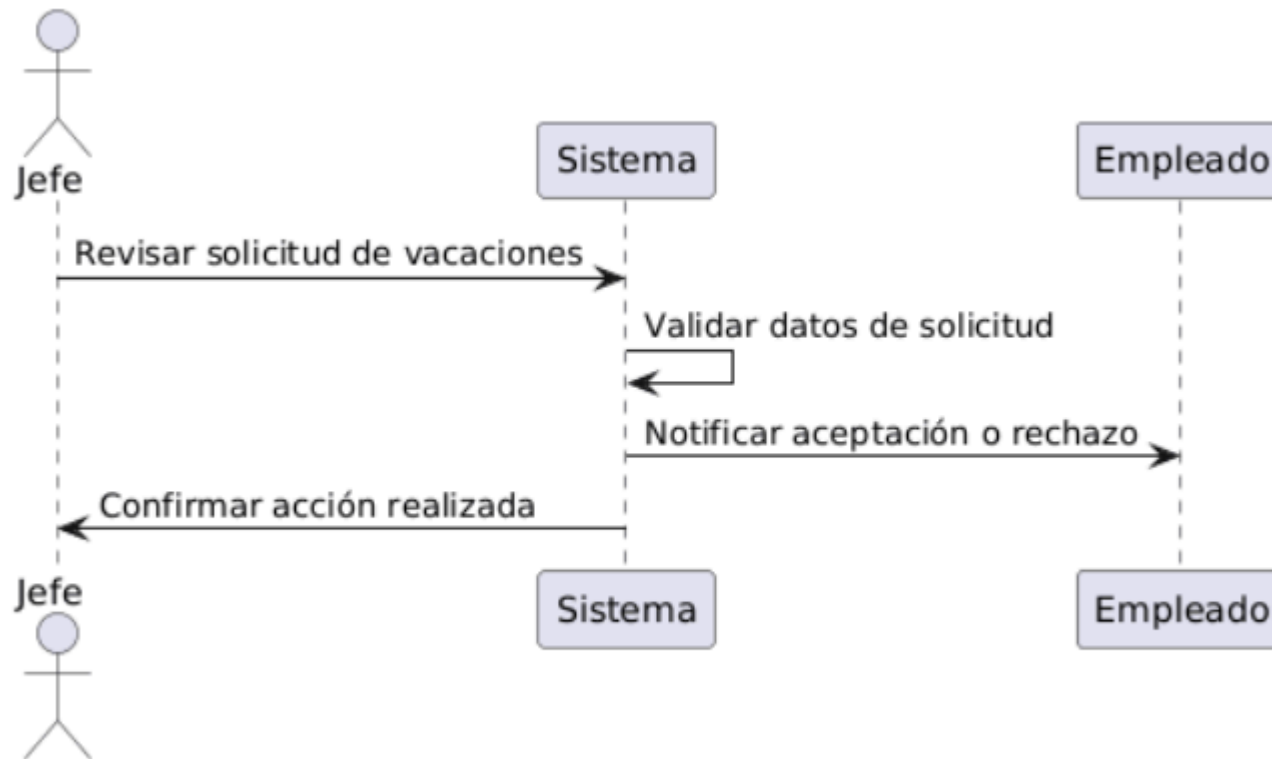 Jefe
Sistema
Empleado
Revisar solicitud de vacaciones
Validar datos de solicitud
Notificar aceptación o rechazo
Confirmar acción realizada
Jefe
Sistema
Empleado